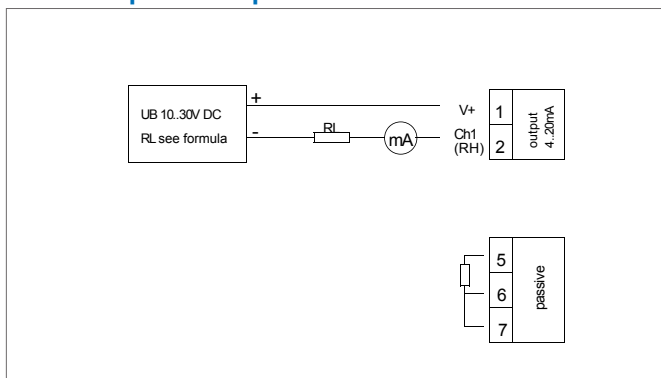 UB 10..30V DC
RL see formula
+
-
RL
mA
V+
Ch1
(RH)
1
2
output
4..20mA
5
6
7
passive